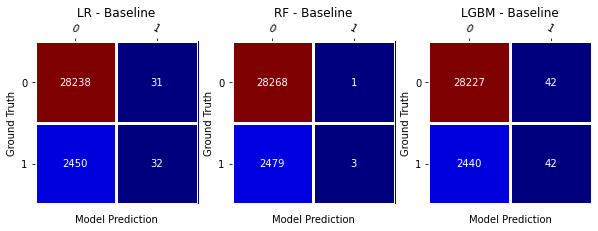 LR - Baseline
0 1
Ground Truth
0 28238 31
1 2450 32
Model Prediction
RF - Baseline
0 1
Ground Truth
0 28268 1
1 2479 3
Model Prediction
LGBM - Baseline
0 1
Ground Truth
0 28227 42
1 2440 42
Model Prediction